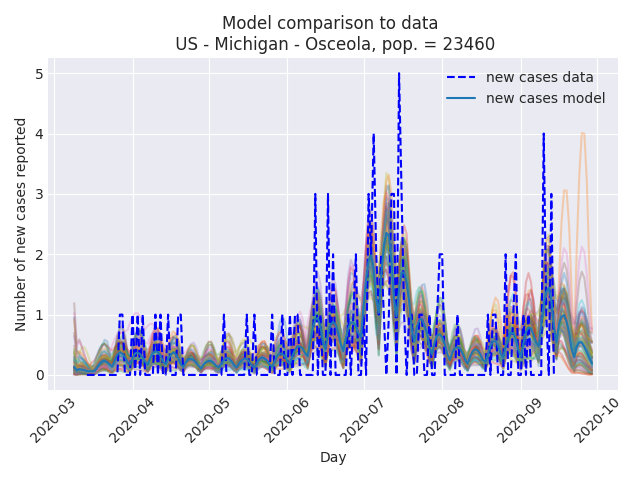 Model comparison to data
US - Michigan - Osceola, pop. = 23460
Number of new cases reported
5
4
3
2
1
0
new cases data
new cases model
2020-03
2020-04
2020-05
2020-06
2020-07
2020-08
2020-09
2020-10
Day